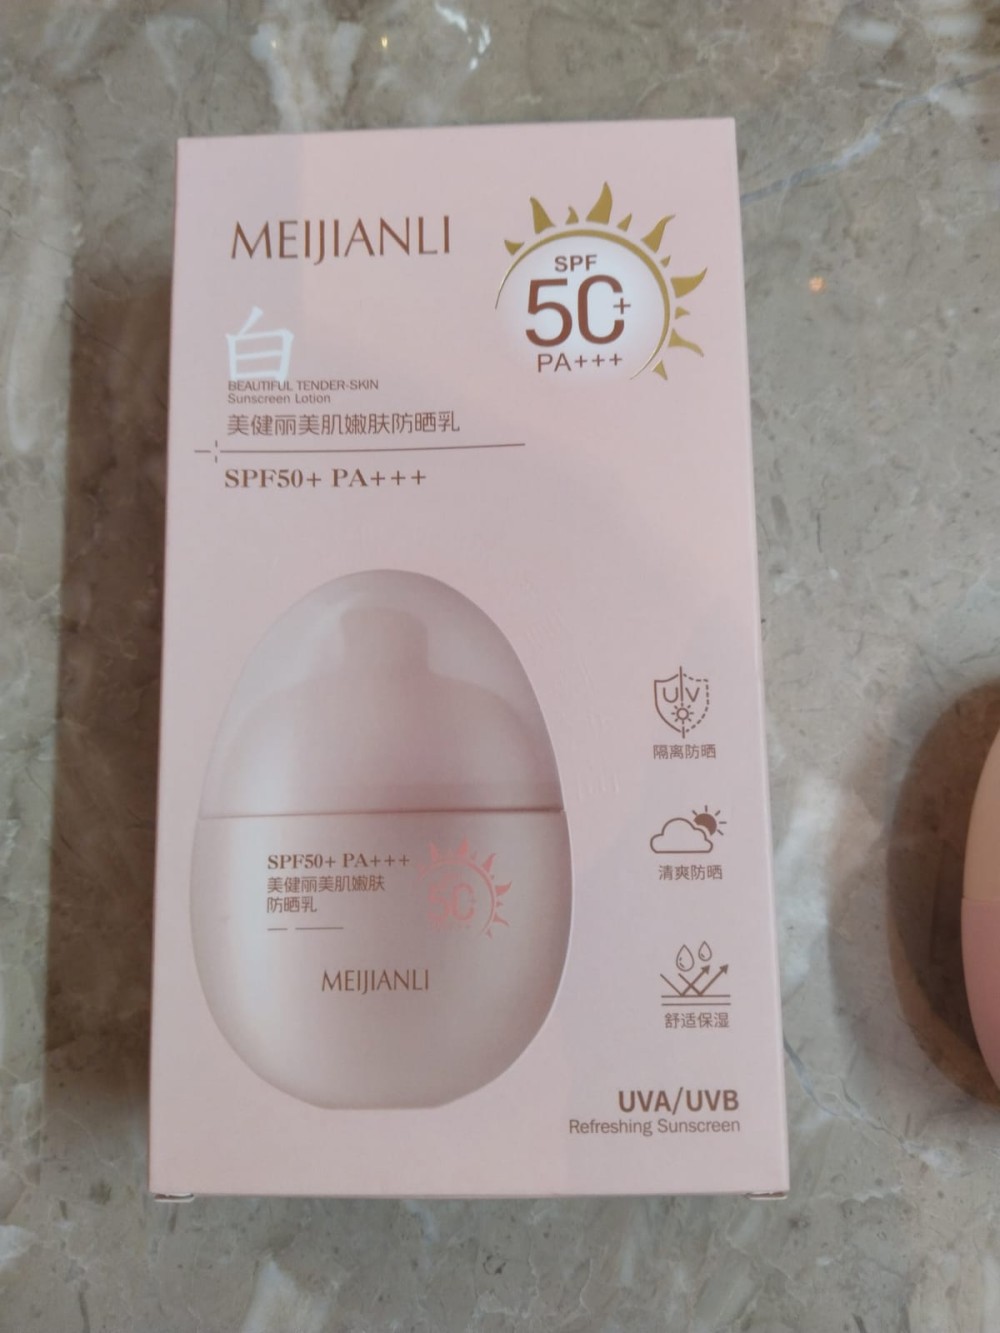 MEIJIANLI
SPF
50+
PA+++
白
BEAUTIFUL TENDER-SKIN
Sunscreen Lotion
美健丽美肌嫩肤防晒乳
SPF50+ PA+++
UV
隔离防晒
清爽防晒
舒适保湿
SPF50+ PA+++
美健丽美肌嫩肤
防晒乳
50
MEIJIANLI
UVA/UVB
Refreshing Sunscreen